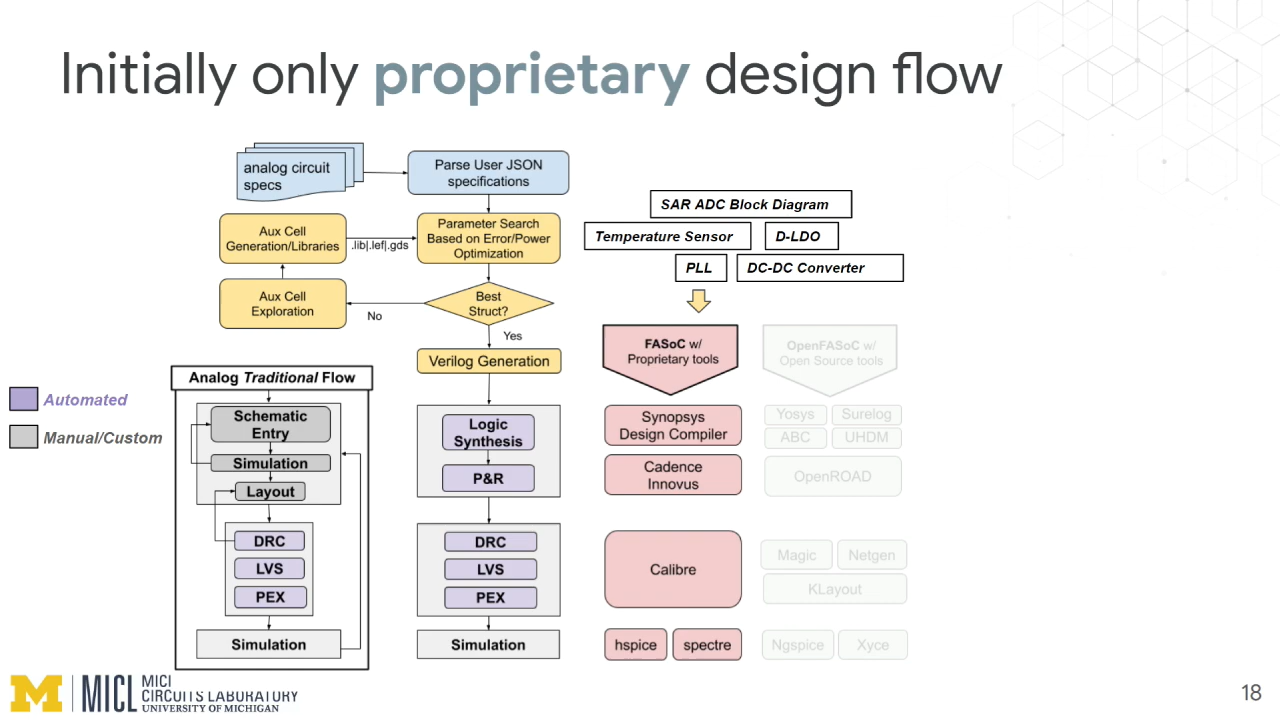 Initially only proprietary design flow
analog circuit
specs
Parse User JSON
specifications
Aux Cell
Generation/Libraries
.lib|.lef|.gds
Parameter Search
Based on Error/Power
Optimization
Aux Cell
Exploration
No
Best
Struct?
Yes
Verilog Generation
SAR ADC Block Diagram
Temperature Sensor
D-LDO
PLL
DC-DC Converter
FASoC w/
Proprietary tools
OpenFASoC w/
Open Source tools
Automated
Manual/Custom
Analog Traditional Flow
Schematic
Entry
Simulation
Layout
DRC
LVS
PEX
Simulation
Logic
Synthesis
P&R
DRC
LVS
PEX
Simulation
Synopsys
Design Compiler
Cadence
Innovus
Calibre
hspice
spectre
Yosys
Surelog
ABC
UHDM
OpenROAD
Magic
Netgen
KLayout
Ngspice
Xyce
M
MICL
MICI
CIRCUITS LABORATORY
UNIVERSITY OF MICHIGAN
18